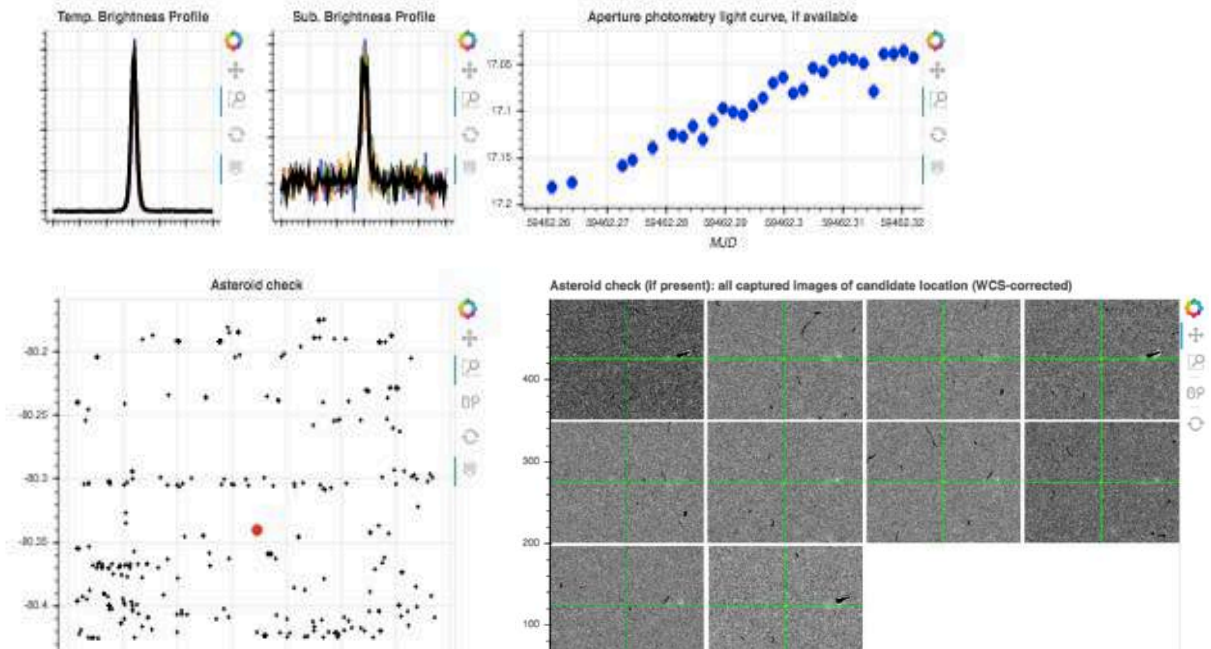 Temp. Brightness Profile
Sub. Brightness Profile
Aperture photometry light curve, if available
17.05
17.1
17.15
17.2
59462.26 59462.27 59462.28 59462.29 59462.3 59462.31 59462.32
MJD
Asteroid check
-80.2
-80.25
-80.3
-80.35
-80.4
Asteroid check (if present): all captured images of candidate location (WCS-corrected)
400
300
200
100